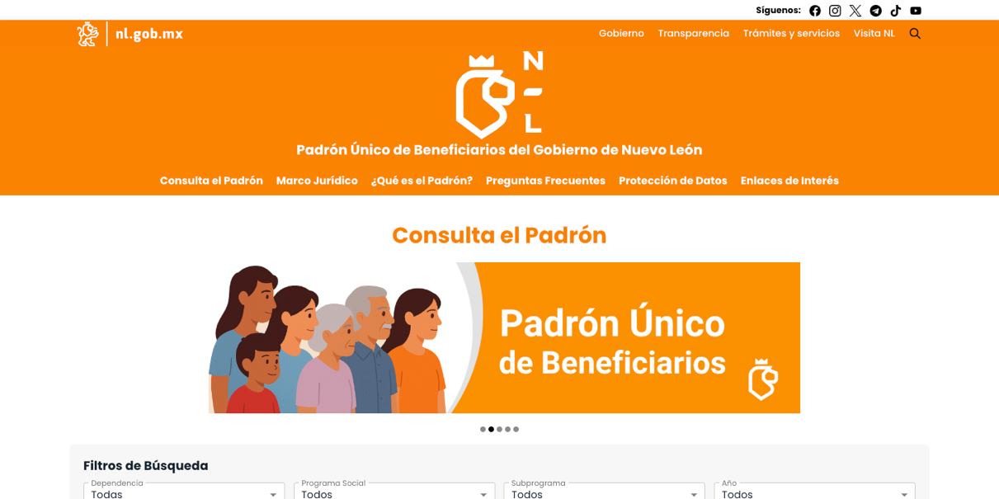 Síguenos:
nl.gob.mx
Gobierno Transparencia Trámites y servicios Visita NL
N
L
Padrón Único de Beneficiarios del Gobierno de Nuevo León
Consulta el Padrón Marco Jurídico ¿Qué es el Padrón? Preguntas Frecuentes Protección de Datos Enlaces de Interés
Consulta el Padrón
Padrón Único
de Beneficiarios
Filtros de Búsqueda
Dependencia Programa Social Subprograma Año
Todas Todos Todos Todos